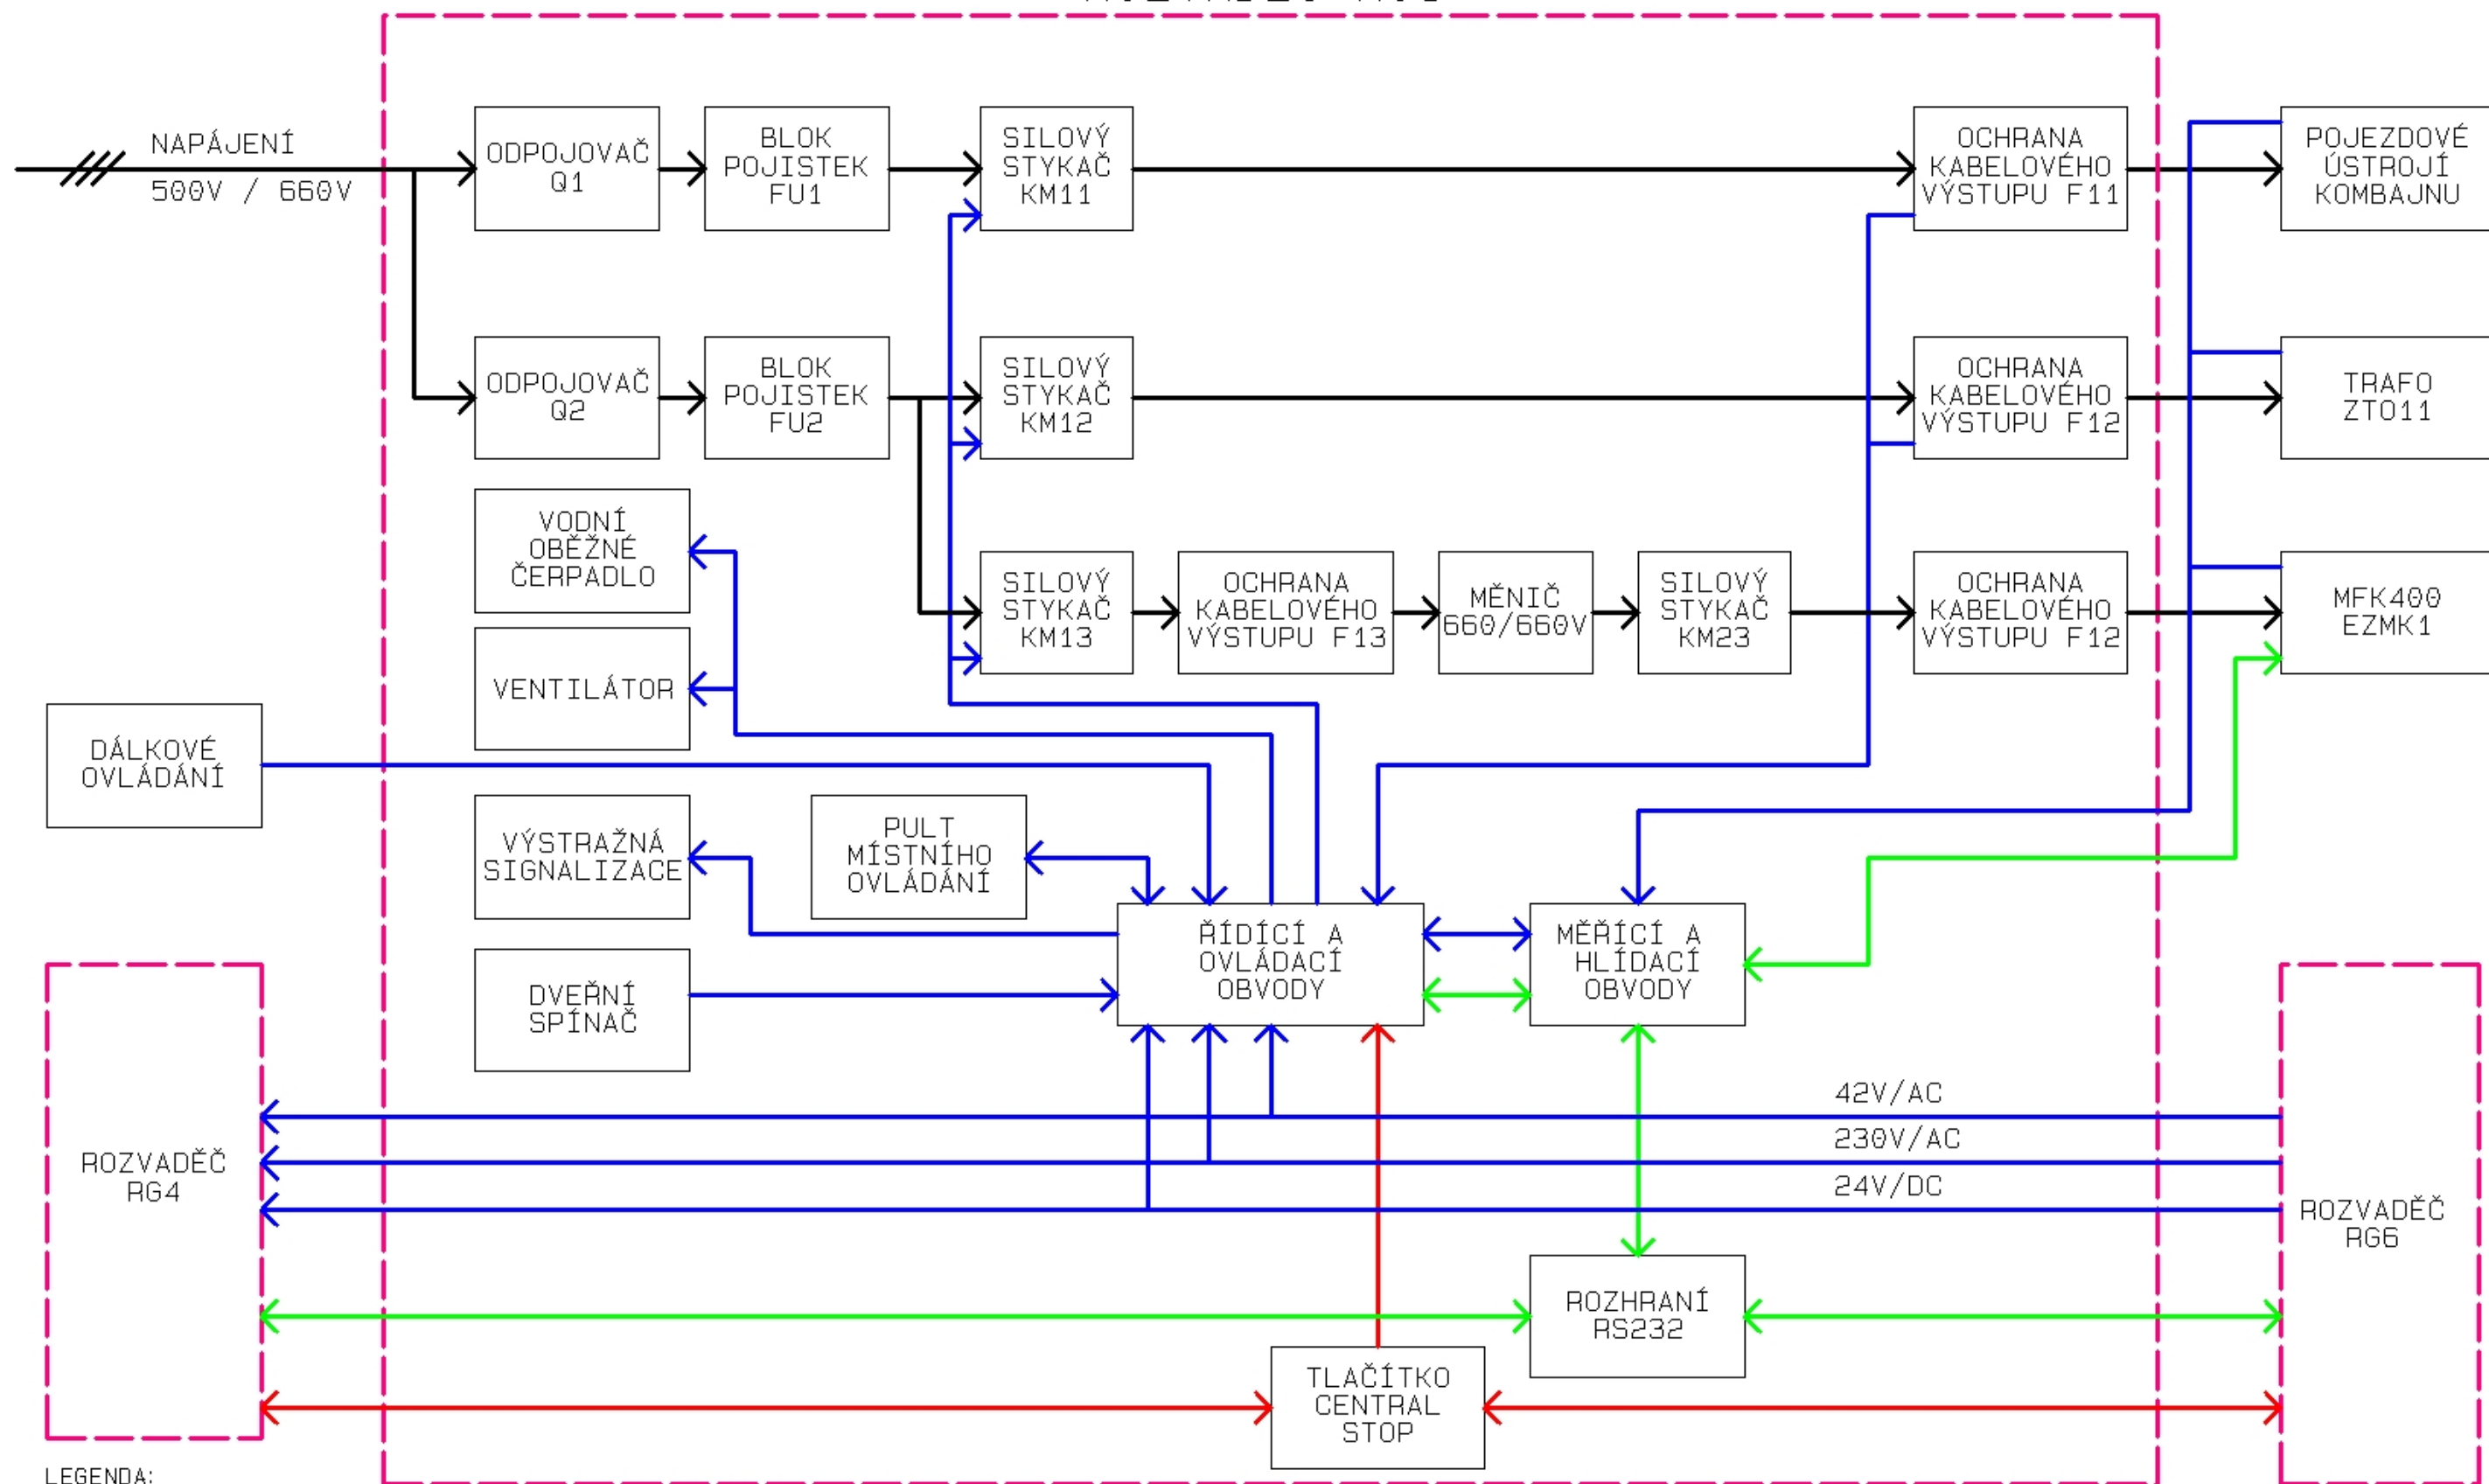 NAPÁJENÍ
500V / 660V
ODPOJOVAČ
Q1
BLOK
POJISTEK
FU1
SILOVÝ
STYKAČ
KM11
OCHRANA
KABELOVÉHO
VÝSTUPU F11
POJEZDOVÉ
ÚSTROJÍ
KOMBAJNU
ODPOJOVAČ
Q2
BLOK
POJISTEK
FU2
SILOVÝ
STYKAČ
KM12
OCHRANA
KABELOVÉHO
VÝSTUPU F12
TRAFO
ZTO11
VODNÍ
OBĚŽNÉ
ČERPADLO
SILOVÝ
STYKAČ
KM13
OCHRANA
KABELOVÉHO
VÝSTUPU F13
MĚNIČ
660/660V
SILOVÝ
STYKAČ
KM23
OCHRANA
KABELOVÉHO
VÝSTUPU F12
MFK400
EZMK1
VENTILÁTOR
DÁLKOVÉ
OVLÁDÁNÍ
VÝSTRAŽNÁ
SIGNALIZACE
PULT
MÍSTNÍHO
OVLÁDÁNÍ
ŘÍDÍCÍ A
OVLÁDACÍ
OBVODY
MĚŘÍCÍ A
HLÍDACÍ
OBVODY
DVEŘNÍ
SPÍNAČ
42V/AC
230V/AC
24V/DC
ROZVADĚČ
RG4
ROZVADĚČ
RG6
ROZHRANÍ
RS232
TLAČÍTKO
CENTRAL
STOP
LEGENDA: